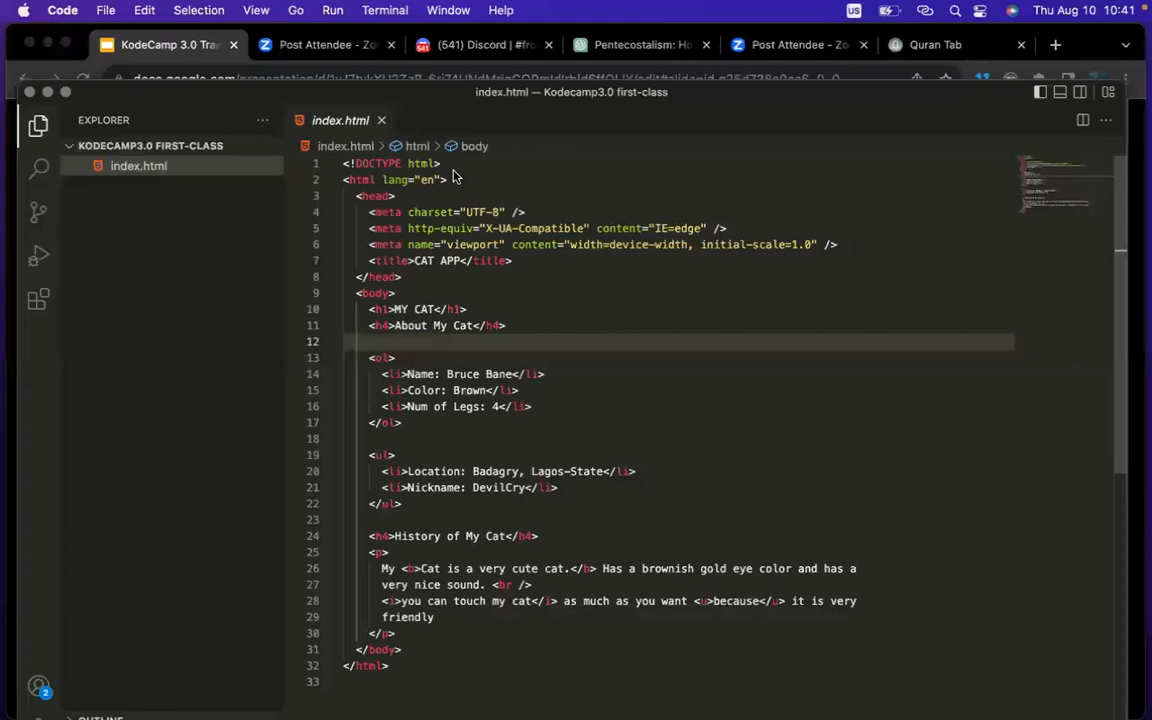 Code File Edit Selection View Go Run Terminal Window Help US Thu Aug 10 10:41
KodeCamp 3.0 Trai Post Attendee - Zo (541) Discord | #fro Pentecostalism: Ho Post Attendee - Zo Quran Tab
index.html — Kodecamp3.0 first-class
EXPLORER
index.html
KODECAMP3.0 FIRST-CLASS
index.html
index.html > html > body
1 <!DOCTYPE html>
2 <html lang="en">
3 <head>
4 <meta charset="UTF-8" />
5 <meta http-equiv="X-UA-Compatible" content="IE=edge" />
6 <meta name="viewport" content="width=device-width, initial-scale=1.0" />
7 <title>CAT APP</title>
8 </head>
9 <body>
10 <h1>MY CAT</h1>
11 <h4>About My Cat</h4>
12
13 <ol>
14 <li>Name: Bruce Bane</li>
15 <li>Color: Brown</li>
16 <li>Num of Legs: 4</li>
17 </ol>
18
19 <ul>
20 <li>Location: Badagry, Lagos-State</li>
21 <li>Nickname: DevilCry</li>
22 </ul>
23
24 <h4>History of My Cat</h4>
25 <p>
26 My <b>Cat is a very cute cat.</b> Has a brownish gold eye color and has a
27 very nice sound. <br />
28 <i>you can touch my cat</i> as much as you want <u>because</u> it is very
29 friendly
30 </p>
31 </body>
32 </html>
33
2
OUTLINE